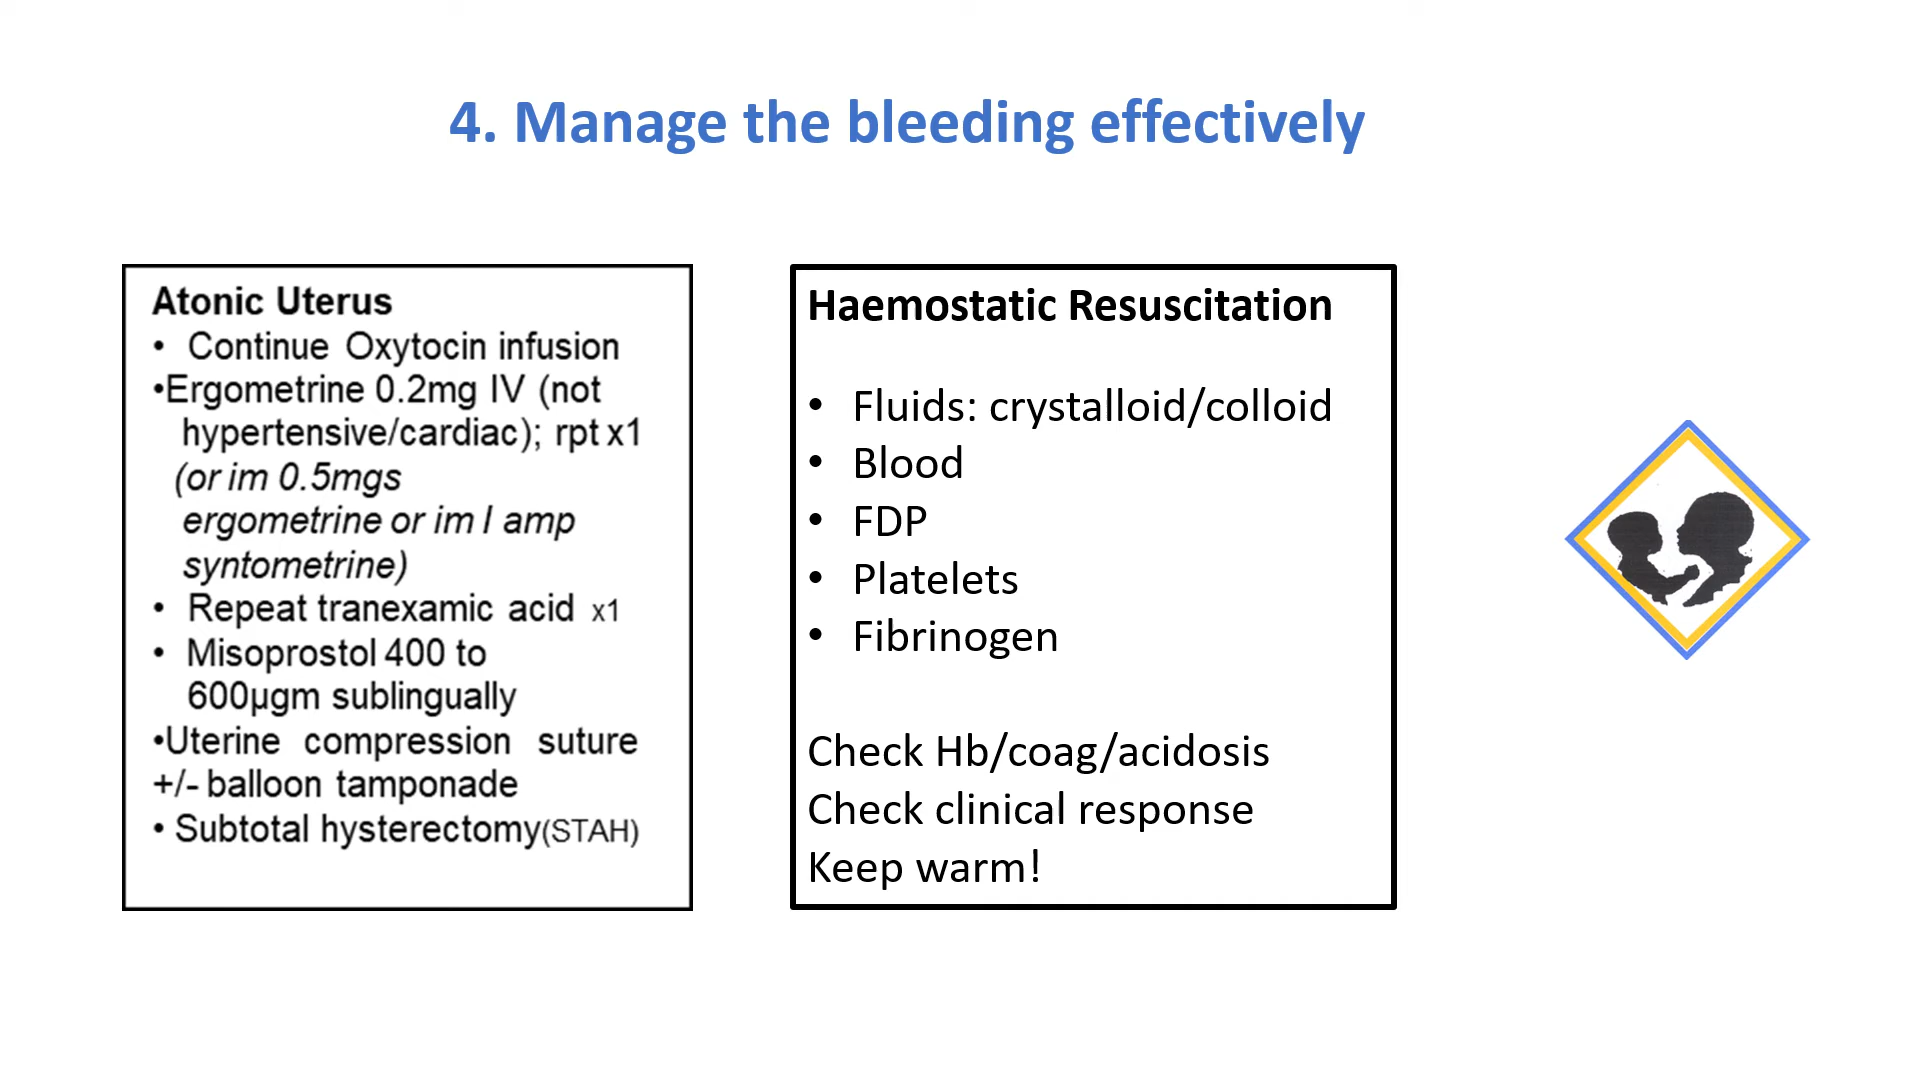 4. Manage the bleeding effectively
Atonic Uterus
• Continue Oxytocin infusion
•Ergometrine 0.2mg IV (not
hypertensive/cardiac); rpt x1
(or im 0.5mgs
ergometrine or im I amp
syntometrine)
• Repeat tranexamic acid x1
• Misoprostol 400 to
600µgm sublingually
•Uterine compression suture
+/- balloon tamponade
• Subtotal hysterectomy(STAH)
Haemostatic Resuscitation
• Fluids: crystalloid/colloid
• Blood
• FDP
• Platelets
• Fibrinogen
Check Hb/coag/acidosis
Check clinical response
Keep warm!